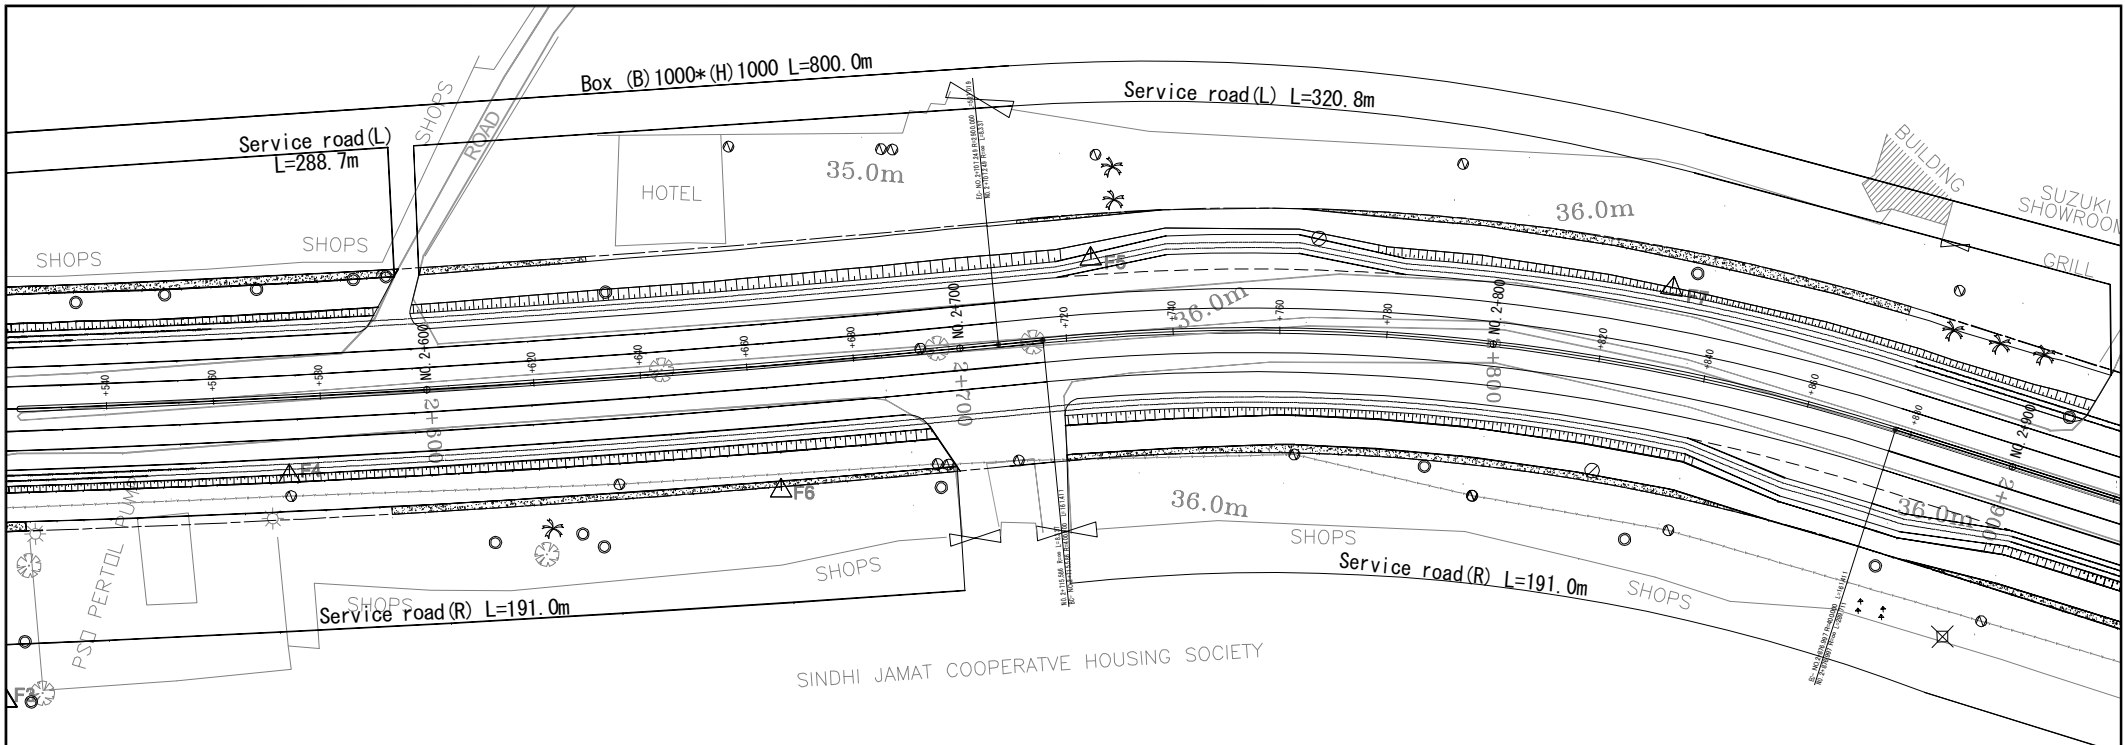 Box (B)1000*(H)1000 L=800.0m
Service road(L) L=320.8m
Service road(L)
L=288.7m
SHOPS
ROAD
BUILDING
SUZUKI
SHOWROOM
HOTEL
35.0m
36.0m
SHOPS
SHOPS
GRILL
F5
F7
NO.2+600
NO.2+700
NO.2+800
NO.2+900
36.0m
+540
+560
+580
+620
+640
+660
+680
+720
+740
+760
+780
+820
+840
+860
+880
2+600
2+700
2+800
2+900
F4
F6
36.0m
36.0m
PSO PERTOL PUMP
SHOPS
SHOPS
SHOPS
SHOPS
Service road(R) L=191.0m
Service road(R) L=191.0m
SINDHI JAMAT COOPERATVE HOUSING SOCIETY
F3